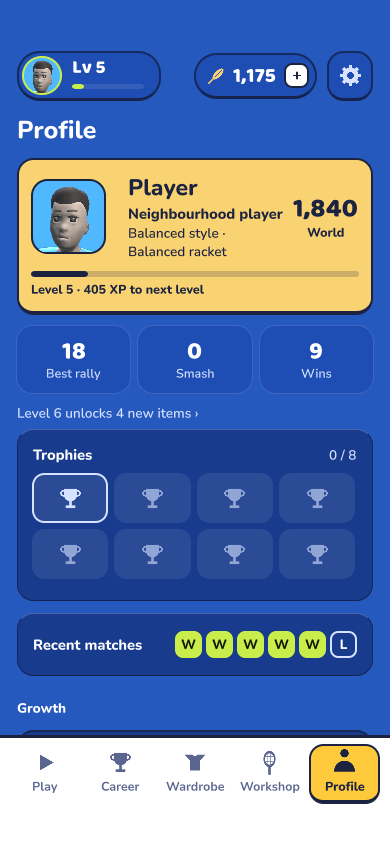 Lv 5
1,175
+
Profile
Player
Neighbourhood player
Balanced style ·
Balanced racket
1,840
World
Level 5 · 405 XP to next level
18
Best rally
0
Smash
9
Wins
Level 6 unlocks 4 new items ›
Trophies
0 / 8
Recent matches
W W W W W L
Growth
Play
Career
Wardrobe
Workshop
Profile